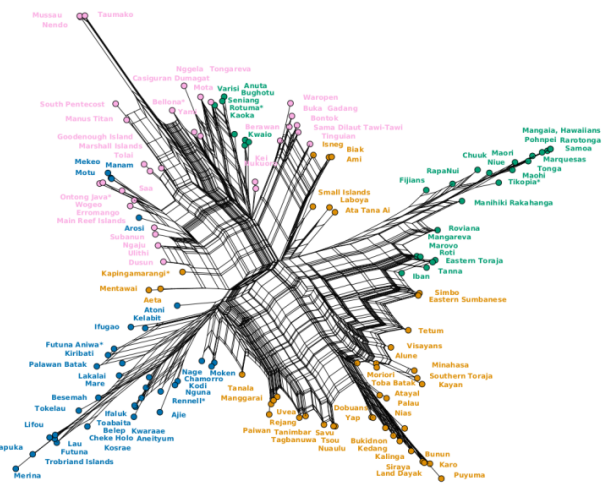 Mussau
Taumako
Nendo
Nggela Tongareva
Casiguran Dumagat
Mota
Varisi
Anuta
Bughotu
Seniang
Rotuma*
Kaoka
South Pentecost
Bellona*
Yami
Manus Titan
Waropen
Buka Gadang
Bontok
Berawan
Kwaio
Sama Dilaut Tawi-Tawi
Tinguian
Isneg
Goodenough Island
Marshall Islands
Tolai
Mekeo
Manam
Motu
Saa
Kei
Biak
Ami
Mangaia, Hawaiians
Pohnpei Rarotonga
Samoa
Chuuk
Maori
Niue
Marquesas
Tonga
Maohi
Tikopia*
RapaNui
Fijians
Manihiki Rakahanga
Ontong Java*
Wogeo
Erromango
Main Reef Islands
Arosi
Small Islands
Laboya
Ata Tana Ai
Subanun
Ngaju
Ulithi
Dusun
Roviana
Mangareva
Marovo
Roti
Eastern Toraja
Tanna
Iban
Kapingamarangi*
Mentawai
Aeta
Atoni
Kelabit
Ifugao
Simbo
Eastern Sumbanese
Tetum
Futuna Aniwa*
Kiribati
Palawan Batak
Lakalai
Mare
Besemah
Tokelau
Visayans
Alune
Minahasa
Southern Toraja
Kayan
Moriori
Toba Batak
Atayal
Palau
Nias
Nage
Moken
Chamorro
Kodi
Nguna
Rennell*
Tanala
Manggarai
Ifaluk
Ajie
Toabaita
Lifou
Belep
Kwaraae
Cheke Holo
Aneityum
Kosrae
Lau
Futuna
Trobriand Islands
apuka
Merina
Uvea
Dobuans
Rejang
Yap
Paiwan
Tanimbar
Savu
Tagbanuwa
Tsou
Nuaulu
Bukidnon
Kedang
Kalinga
Bunun
Siraya
Karo
Land Dayak
Puyuma